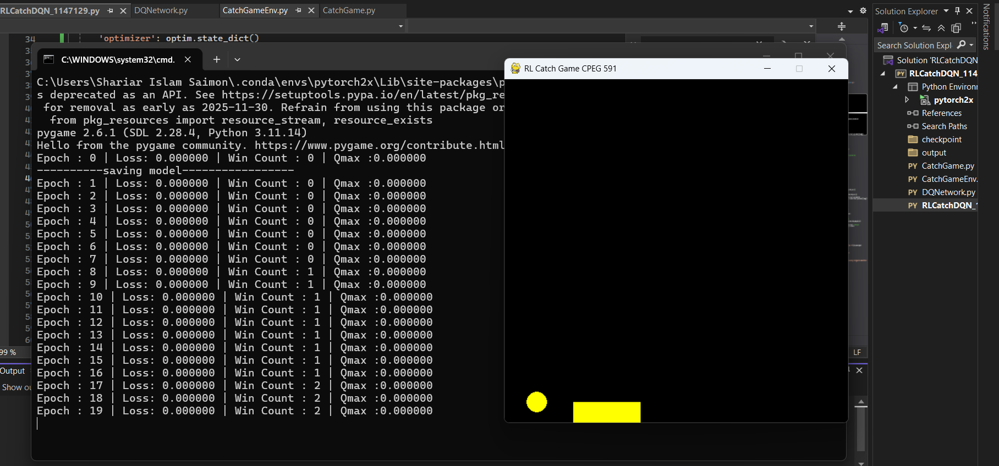 RLCatchDQN_1147129.py
DQNetwork.py
CatchGameEnv.py
CatchGame.py
34
'optimizer': optim.state_dict()
C:\WINDOWS\system32\cmd.
C:\Users\Shariar Islam Saimon\.conda\envs\pytorch2x\Lib\site-packages\p
s deprecated as an API. See https://setuptools.pypa.io/en/latest/pkg_re
for removal as early as 2025-11-30. Refrain from using this package or
from pkg_resources import resource_stream, resource_exists
pygame 2.6.1 (SDL 2.28.4, Python 3.11.14)
Hello from the pygame community. https://www.pygame.org/contribute.html
Epoch : 0 | Loss: 0.000000 | Win Count : 0 | Qmax :0.000000
----------saving model-----------------
Epoch : 1 | Loss: 0.000000 | Win Count : 0 | Qmax :0.000000
Epoch : 2 | Loss: 0.000000 | Win Count : 0 | Qmax :0.000000
Epoch : 3 | Loss: 0.000000 | Win Count : 0 | Qmax :0.000000
Epoch : 4 | Loss: 0.000000 | Win Count : 0 | Qmax :0.000000
Epoch : 5 | Loss: 0.000000 | Win Count : 0 | Qmax :0.000000
Epoch : 6 | Loss: 0.000000 | Win Count : 0 | Qmax :0.000000
Epoch : 7 | Loss: 0.000000 | Win Count : 0 | Qmax :0.000000
Epoch : 8 | Loss: 0.000000 | Win Count : 1 | Qmax :0.000000
Epoch : 9 | Loss: 0.000000 | Win Count : 1 | Qmax :0.000000
Epoch : 10 | Loss: 0.000000 | Win Count : 1 | Qmax :0.000000
Epoch : 11 | Loss: 0.000000 | Win Count : 1 | Qmax :0.000000
Epoch : 12 | Loss: 0.000000 | Win Count : 1 | Qmax :0.000000
Epoch : 13 | Loss: 0.000000 | Win Count : 1 | Qmax :0.000000
Epoch : 14 | Loss: 0.000000 | Win Count : 1 | Qmax :0.000000
Epoch : 15 | Loss: 0.000000 | Win Count : 1 | Qmax :0.000000
Epoch : 16 | Loss: 0.000000 | Win Count : 1 | Qmax :0.000000
Epoch : 17 | Loss: 0.000000 | Win Count : 2 | Qmax :0.000000
Epoch : 18 | Loss: 0.000000 | Win Count : 2 | Qmax :0.000000
Epoch : 19 | Loss: 0.000000 | Win Count : 2 | Qmax :0.000000
RL Catch Game CPEG 591
99 %
LF
Output
Show ou
Solution Explorer
Search Solution Expl
Solution 'RLCatchDQN
PY RLCatchDQN_114
Python Environ
pytorch2x
References
Search Paths
checkpoint
output
PY CatchGame.py
PY CatchGameEnv.
PY DQNetwork.py
PY RLCatchDQN_1
Notifications